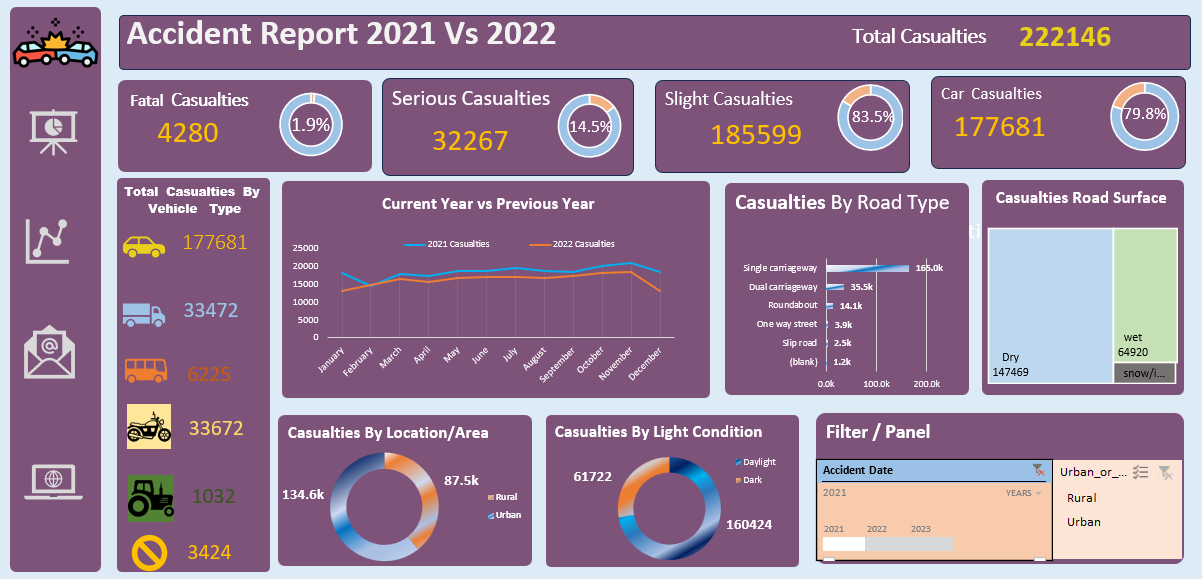 Accident Report 2021 Vs 2022
Total Casualties 222146
Fatal Casualties
4280
1.9%
Serious Casualties
32267
14.5%
Slight Casualties
185599
83.5%
Car Casualties
177681
79.8%
Total Casualties By
Vehicle Type
177681
33472
6225
33672
1032
3424
Current Year vs Previous Year
2021 Casualties
2022 Casualties
25000
20000
15000
10000
5000
0
January
February
March
April
May
June
July
August
September
October
November
December
Casualties By Road Type
Single carriageway 165.0k
Dual carriageway 35.5k
Roundabout 14.1k
One way street 3.9k
Slip road 2.5k
(blank) 1.2k
0.0k 100.0k 200.0k
Casualties Road Surface
ti
Dry
147469
wet
64920
snow/i...
Casualties By Location/Area
134.6k
87.5k
Rural
Urban
Casualties By Light Condition
61722
160424
Daylight
Dark
Filter / Panel
Accident Date
2021
YEARS
2021 2022 2023
Urban_or_...
Rural
Urban